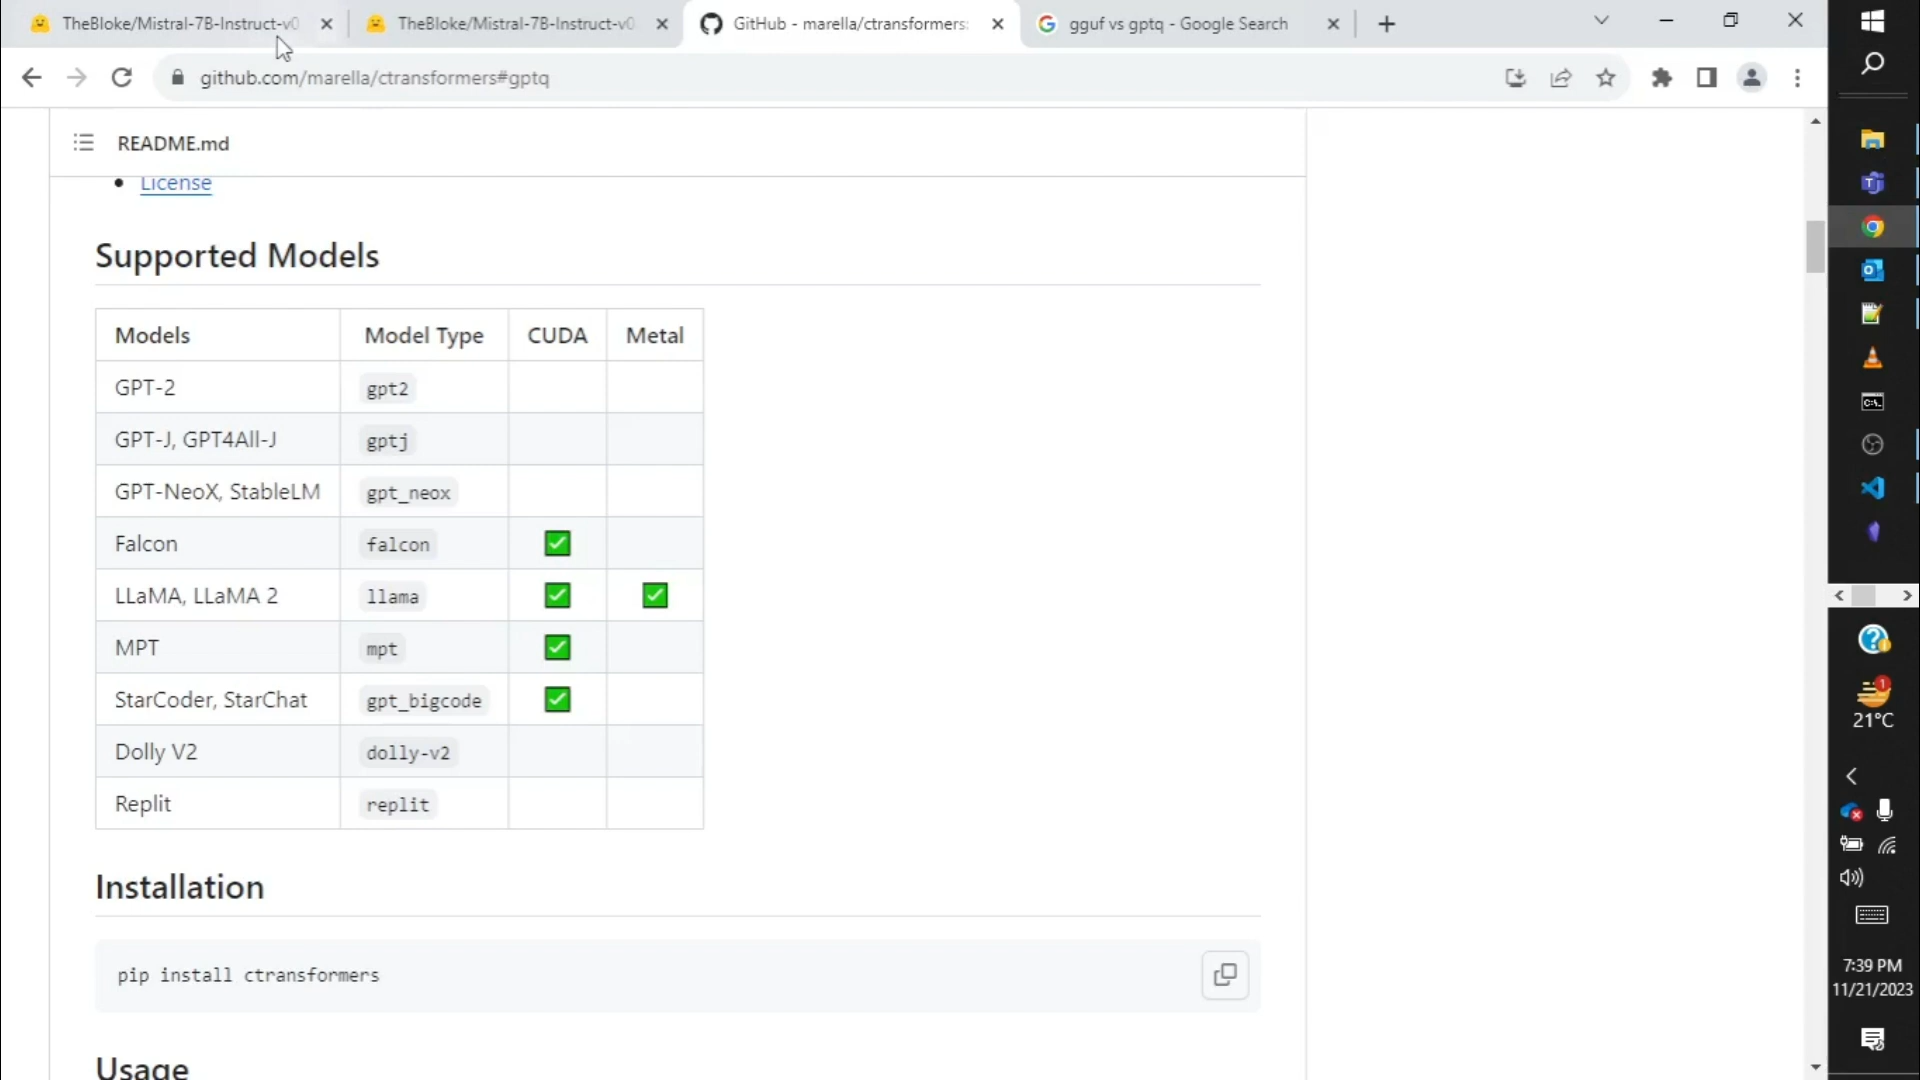 TheBloke/Mistral-7B-Instruct-v0
TheBloke/Mistral-7B-Instruct-v0
GitHub - marella/ctransformers:
gguf vs gptq - Google Search
github.com/marella/ctransformers#gptq
README.md
License
Supported Models
Models Model Type CUDA Metal
GPT-2 gpt2
GPT-J, GPT4All-J gptj
GPT-NeoX, StableLM gpt_neox
Falcon falcon ✅
LLaMA, LLaMA 2 llama ✅ ✅
MPT mpt ✅
StarCoder, StarChat gpt_bigcode ✅
Dolly V2 dolly-v2
Replit replit
Installation
pip install ctransformers
Usage
1
21°C
7:39 PM
11/21/2023